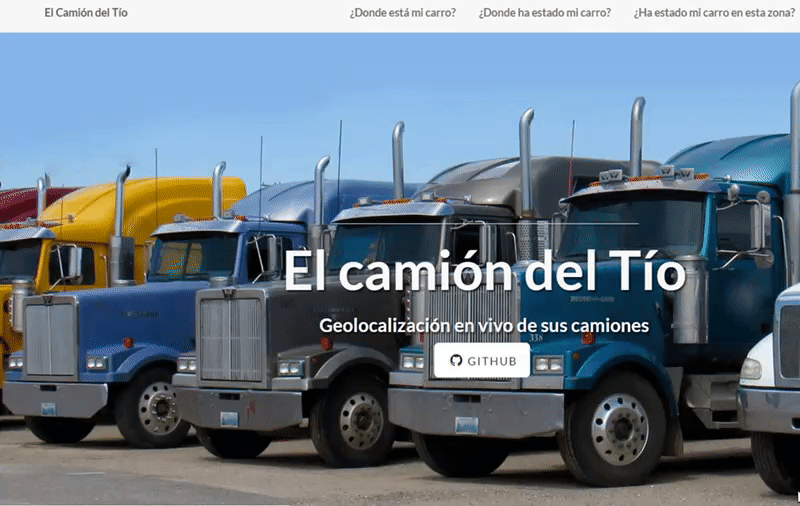 El Camión del Tío
¿Donde está mi carro?
¿Donde ha estado mi carro?
¿Ha estado mi carro en esta zona?
El camión del Tío
Geolocalización en vivo de sus camiones
338
GITHUB